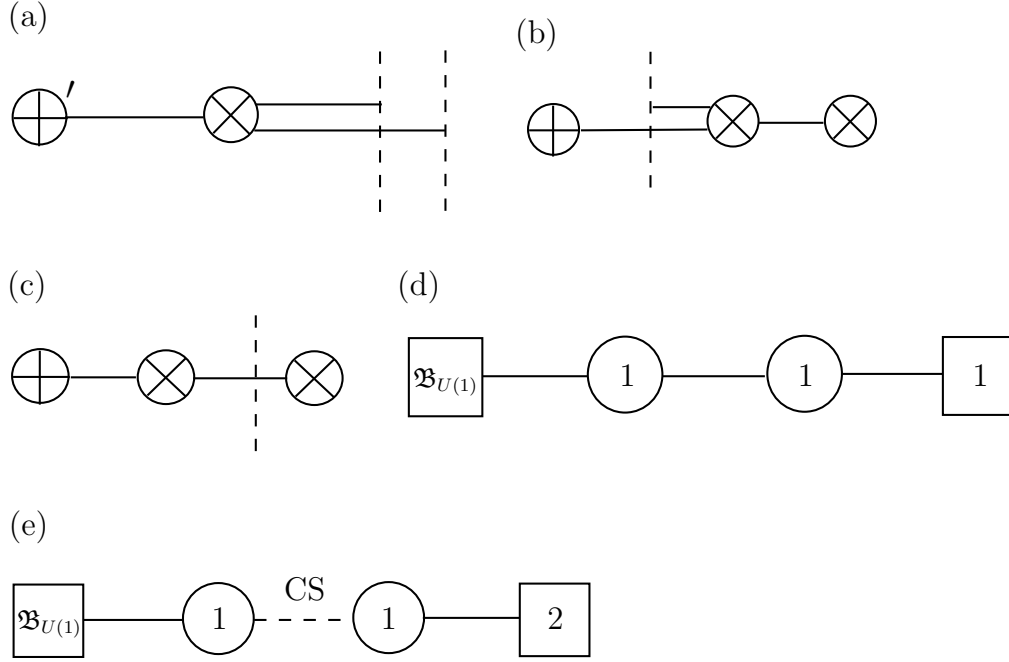 (a)
(b)
(c)
(d)
𝔅_{U(1)} 1 1 1
(e)
𝔅_{U(1)} 1 CS 1 2